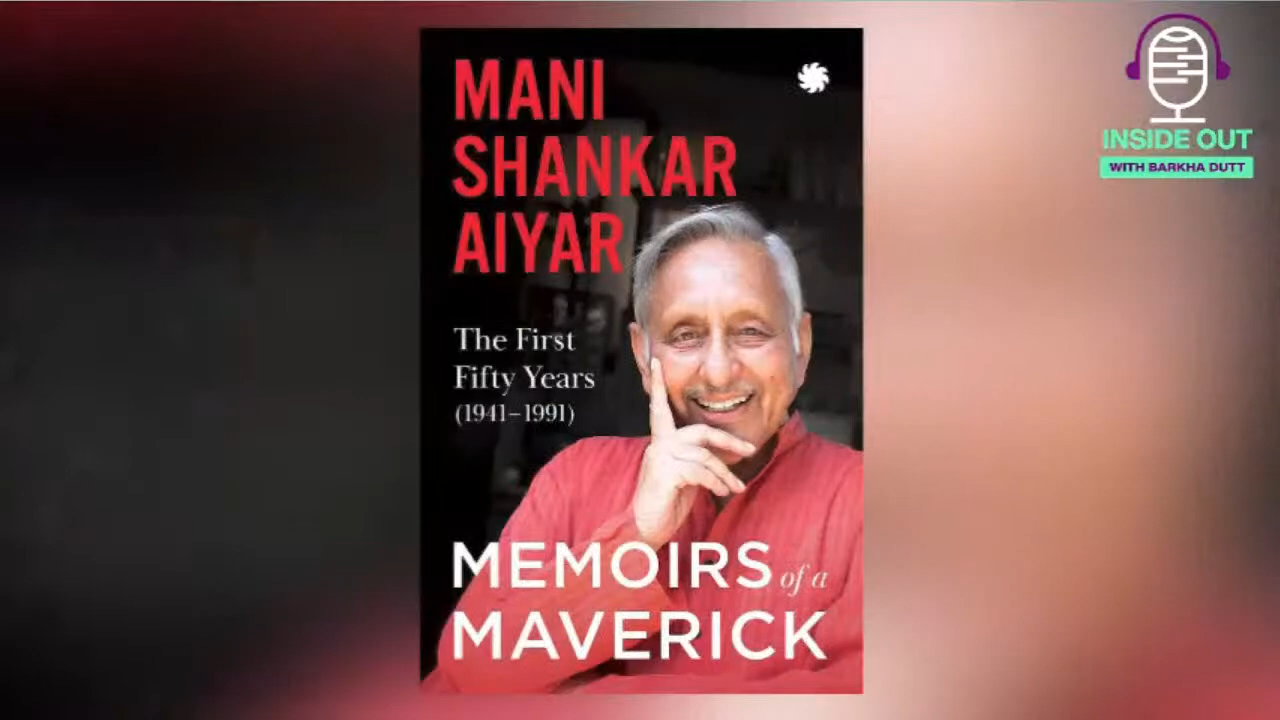 MANI
SHANKAR
AIYAR
The First
Fifty Years
(1941–1991)
MEMOIRS of a
MAVERICK
INSIDE OUT
WITH BARKHA DUTT